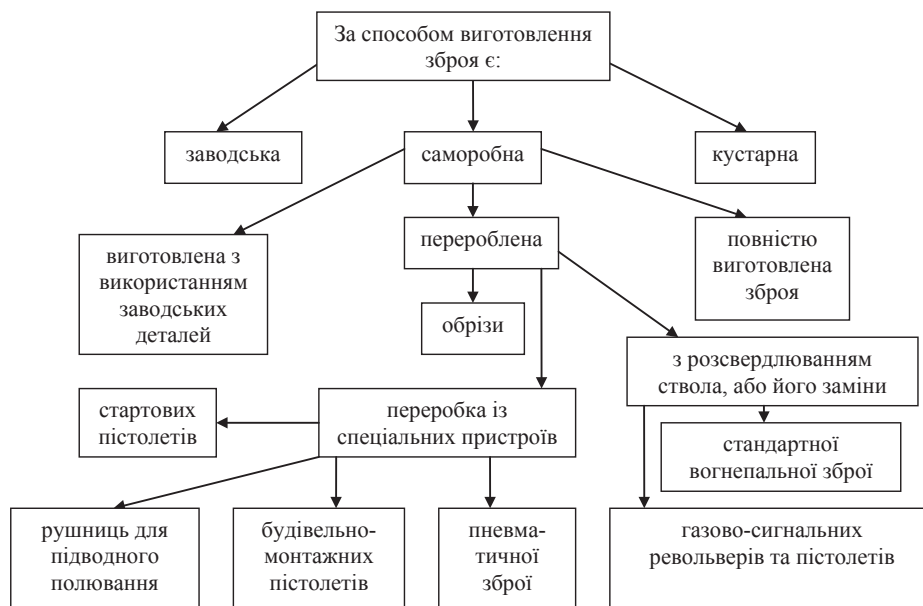 За способом виготовлення
зброя є:
заводська
саморобна
кустарна
виготовлена з
використанням
заводських
деталей
перероблена
повністю
виготовлена
зброя
обрізи
з розсвердлюванням
ствола, або його заміни
стартових
пістолетів
переробка із
спеціальних пристроїв
стандартної
вогнепальної зброї
рушниць для
підводного
полювання
будівельно-
монтажних
пістолетів
пневма-
тичної
зброї
газово-сигнальних
револьверів та пістолетів